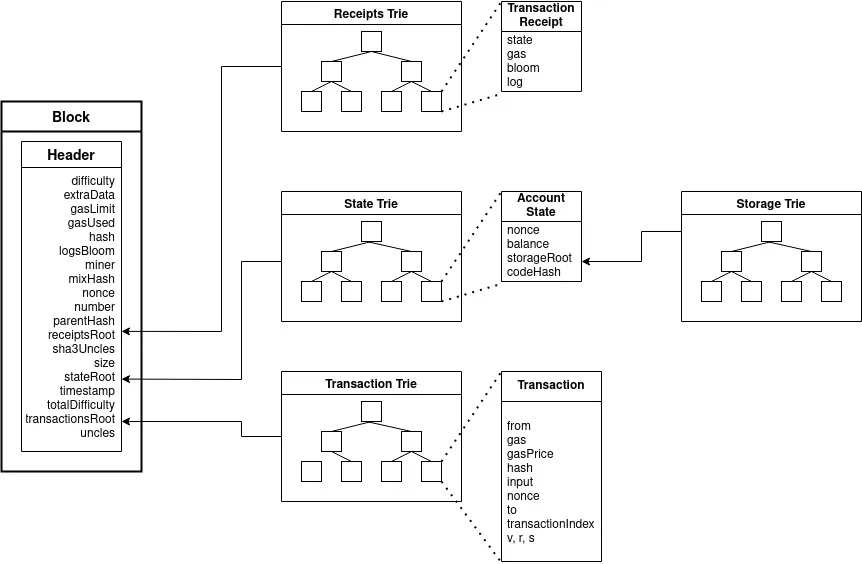 Block
Header
difficulty
extraData
gasLimit
gasUsed
hash
logsBloom
miner
mixHash
nonce
number
parentHash
receiptsRoot
sha3Uncles
size
stateRoot
timestamp
totalDifficulty
transactionsRoot
uncles
Receipts Trie
Transaction
Receipt
state
gas
bloom
log
State Trie
Account
State
nonce
balance
storageRoot
codeHash
Storage Trie
Transaction Trie
Transaction
from
gas
gasPrice
hash
input
nonce
to
transactionIndex
v, r, s